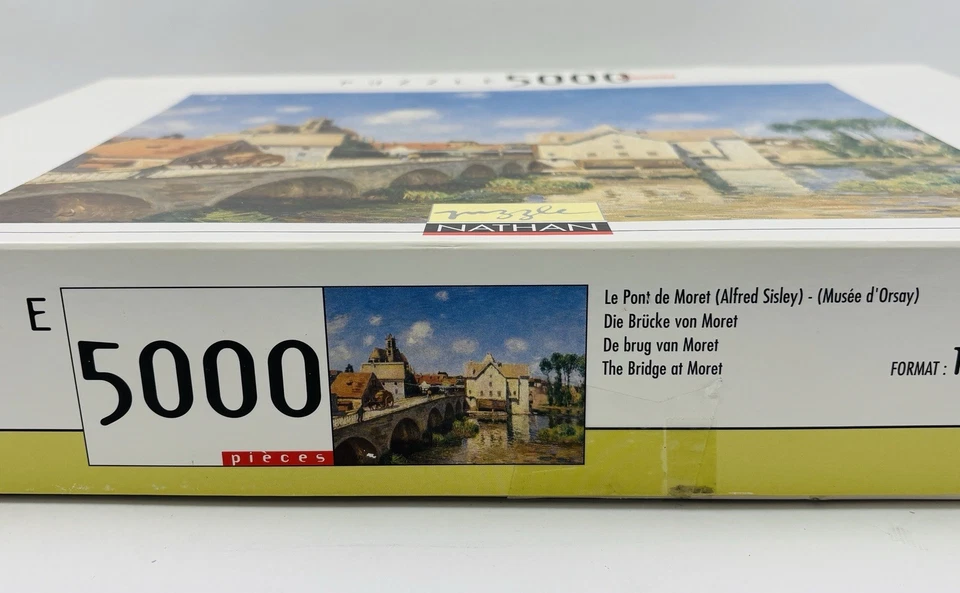 PUZZLE 5000
puzzle
NATHAN
E
5000
pièces
Le Pont de Moret (Alfred Sisley) - (Musée d'Orsay)
Die Brücke von Moret
De brug van Moret
The Bridge at Moret
FORMAT :